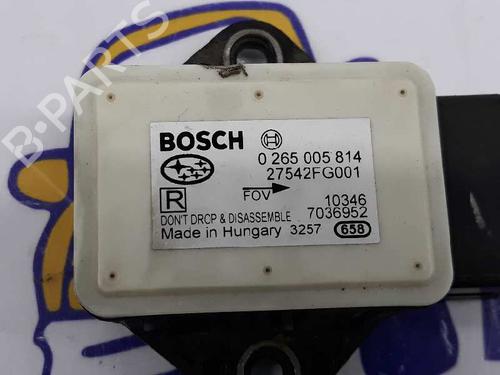 B-PARTS
BOSCH
0 265 005 814
27542FG001
R
FOV
10346
DON'T DROP & DISASSEMBLE 7036952
Made in Hungary 3257 658